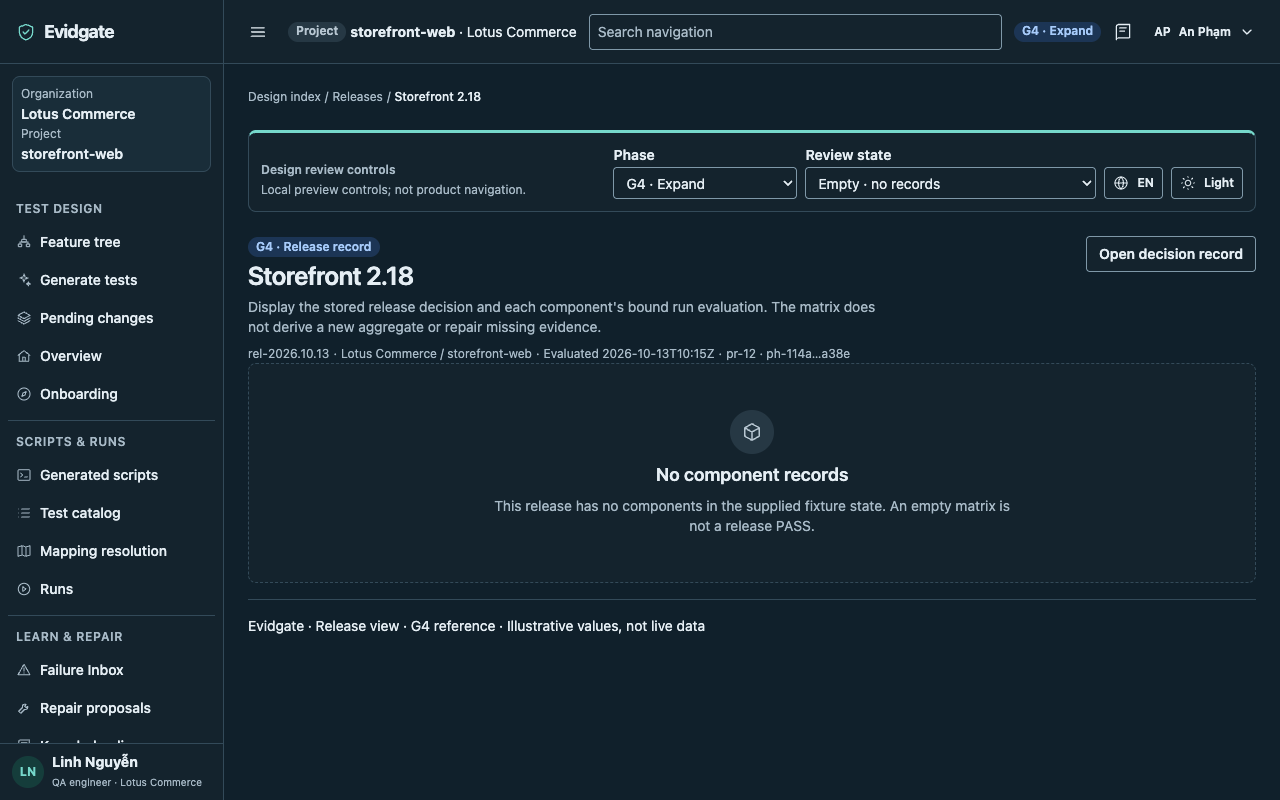 Evidgate
Project storefront-web · Lotus Commerce
Search navigation
G4 · Expand
AP An Phạm
Organization
Lotus Commerce
Project
storefront-web
TEST DESIGN
Feature tree
Generate tests
Pending changes
Overview
Onboarding
SCRIPTS & RUNS
Generated scripts
Test catalog
Mapping resolution
Runs
LEARN & REPAIR
Failure Inbox
Repair proposals
LN
Linh Nguyễn
QA engineer · Lotus Commerce
Design index / Releases / Storefront 2.18
Design review controls
Local preview controls; not product navigation.
Phase
G4 · Expand
Review state
Empty · no records
EN
Light
G4 · Release record
Storefront 2.18
Open decision record
Display the stored release decision and each component's bound run evaluation. The matrix does
not derive a new aggregate or repair missing evidence.
rel-2026.10.13 · Lotus Commerce / storefront-web · Evaluated 2026-10-13T10:15Z · pr-12 · ph-114a…a38e
No component records
This release has no components in the supplied fixture state. An empty matrix is
not a release PASS.
Evidgate · Release view · G4 reference · Illustrative values, not live data